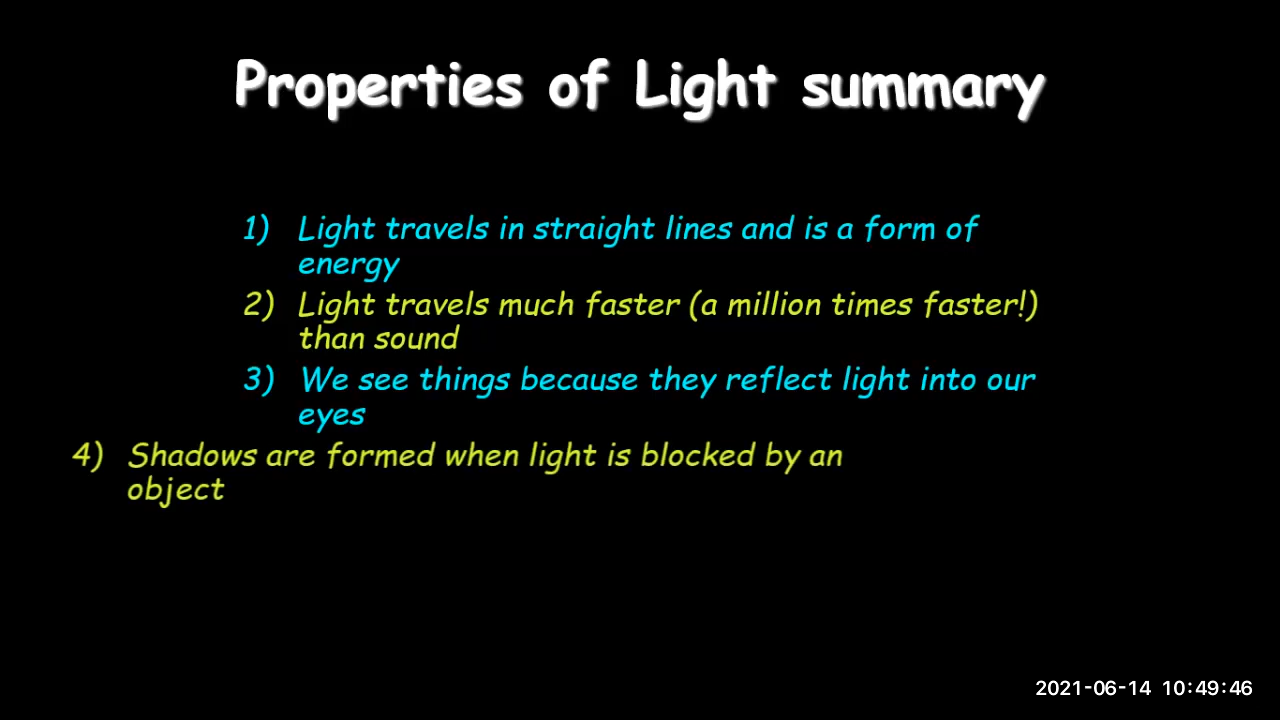 Properties of Light summary
1) Light travels in straight lines and is a form of
energy
2) Light travels much faster (a million times faster!)
than sound
3) We see things because they reflect light into our
eyes
4) Shadows are formed when light is blocked by an
object
2021-06-14 10:49:46